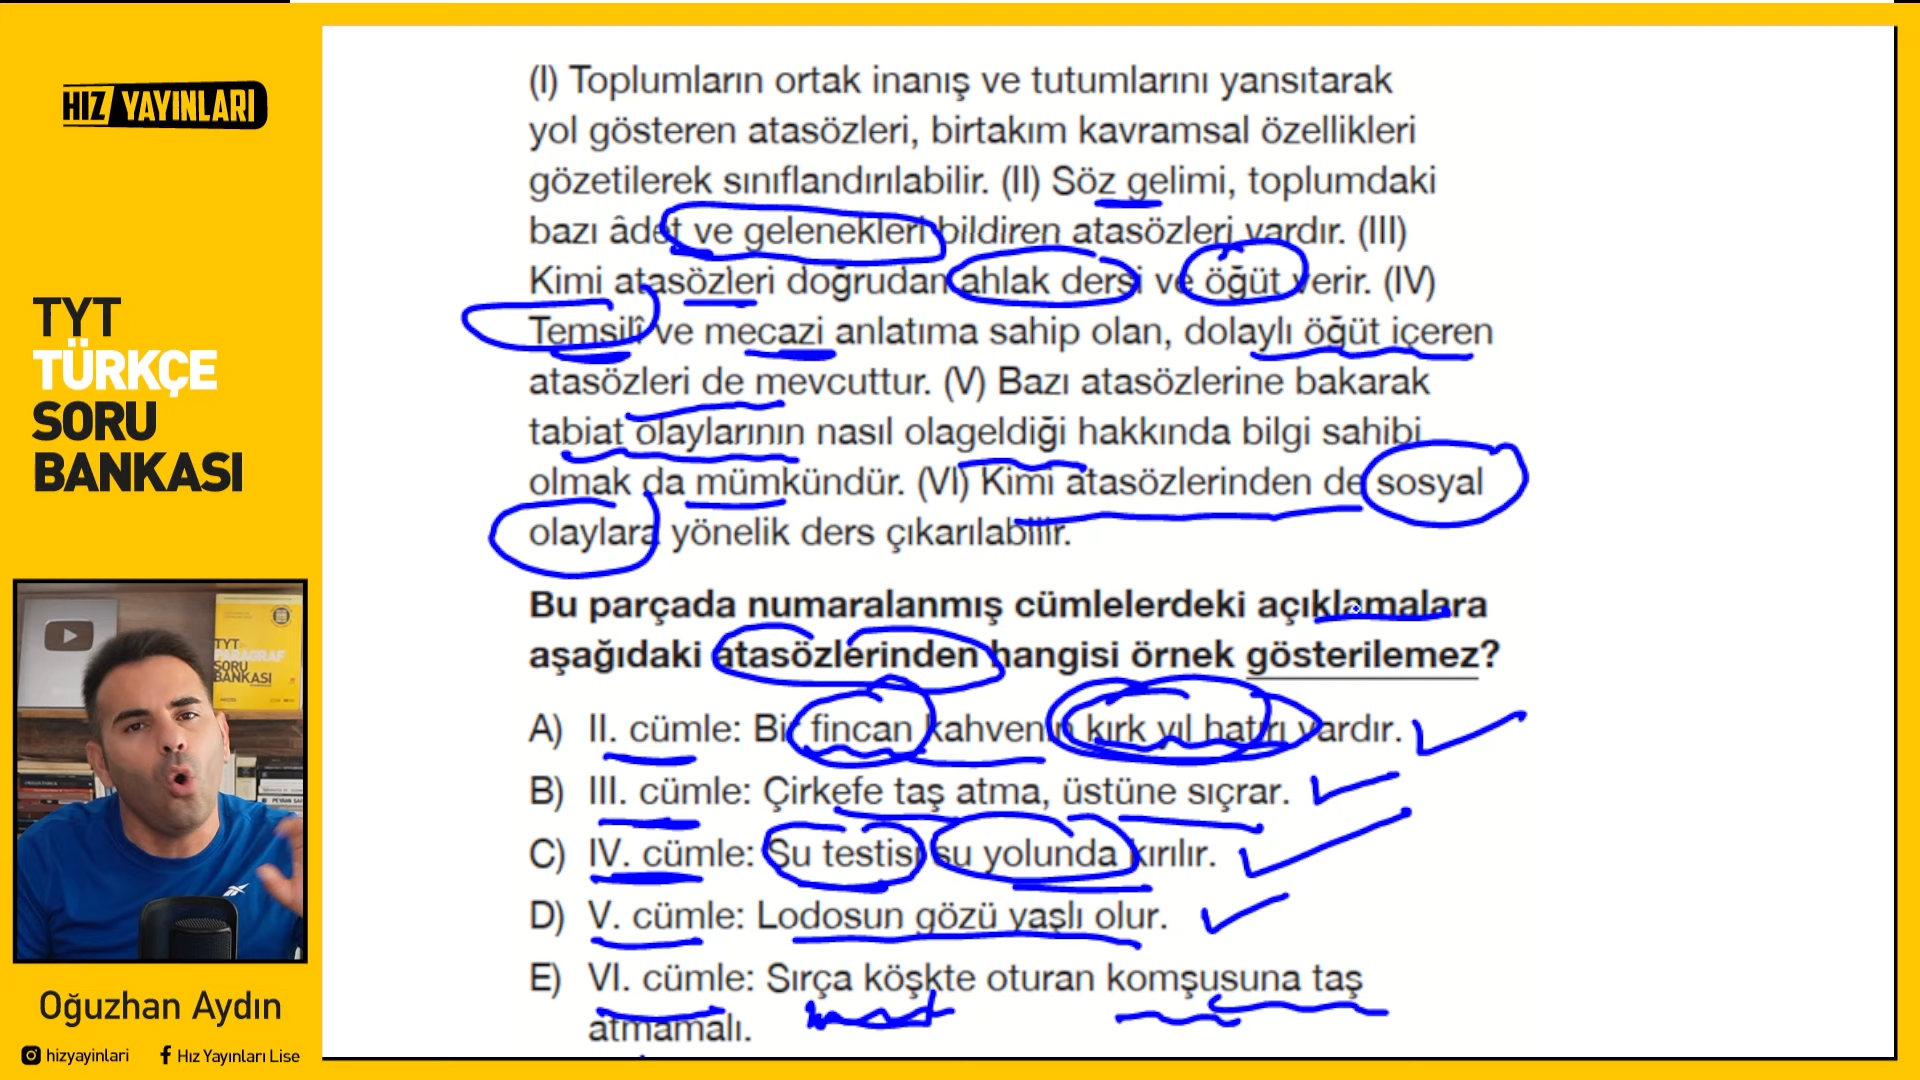 HIZ YAYINLARI
TYT
TÜRKÇE
SORU
BANKASI
TYT
PARAGRAF
SORU
BANKASI
Oğuzhan Aydın
hizyayinlari
Hız Yayınları Lise
(I) Toplumların ortak inanış ve tutumlarını yansıtarak
yol gösteren atasözleri, birtakım kavramsal özellikleri
gözetilerek sınıflandırılabilir. (II) Söz gelimi, toplumdaki
bazı âdet ve gelenekleri bildiren atasözleri vardır. (III)
Kimi atasözleri doğrudan ahlak dersi ve öğüt verir. (IV)
Temsilî ve mecazi anlatıma sahip olan, dolaylı öğüt içeren
atasözleri de mevcuttur. (V) Bazı atasözlerine bakarak
tabiat olaylarının nasıl olageldiği hakkında bilgi sahibi
olmak da mümkündür. (VI) Kimi atasözlerinden de sosyal
olaylara yönelik ders çıkarılabilir.
Bu parçada numaralanmış cümlelerdeki açıklamalara
aşağıdaki atasözlerinden hangisi örnek gösterilemez?
A) II. cümle: Bir fincan kahvenin kırk yıl hatırı vardır.
B) III. cümle: Çirkefe taş atma, üstüne sıçrar.
C) IV. cümle: Su testisi su yolunda kırılır.
D) V. cümle: Lodosun gözü yaşlı olur.
E) VI. cümle: Sırça köşkte oturan komşusuna taş
atmamalı.